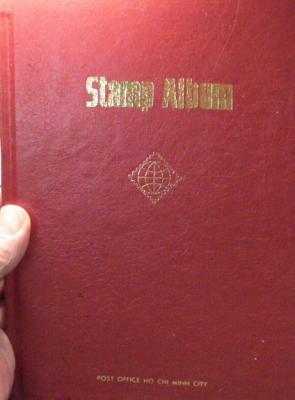 Stamp Album
POST OFFICE HO CHI MINH CITY